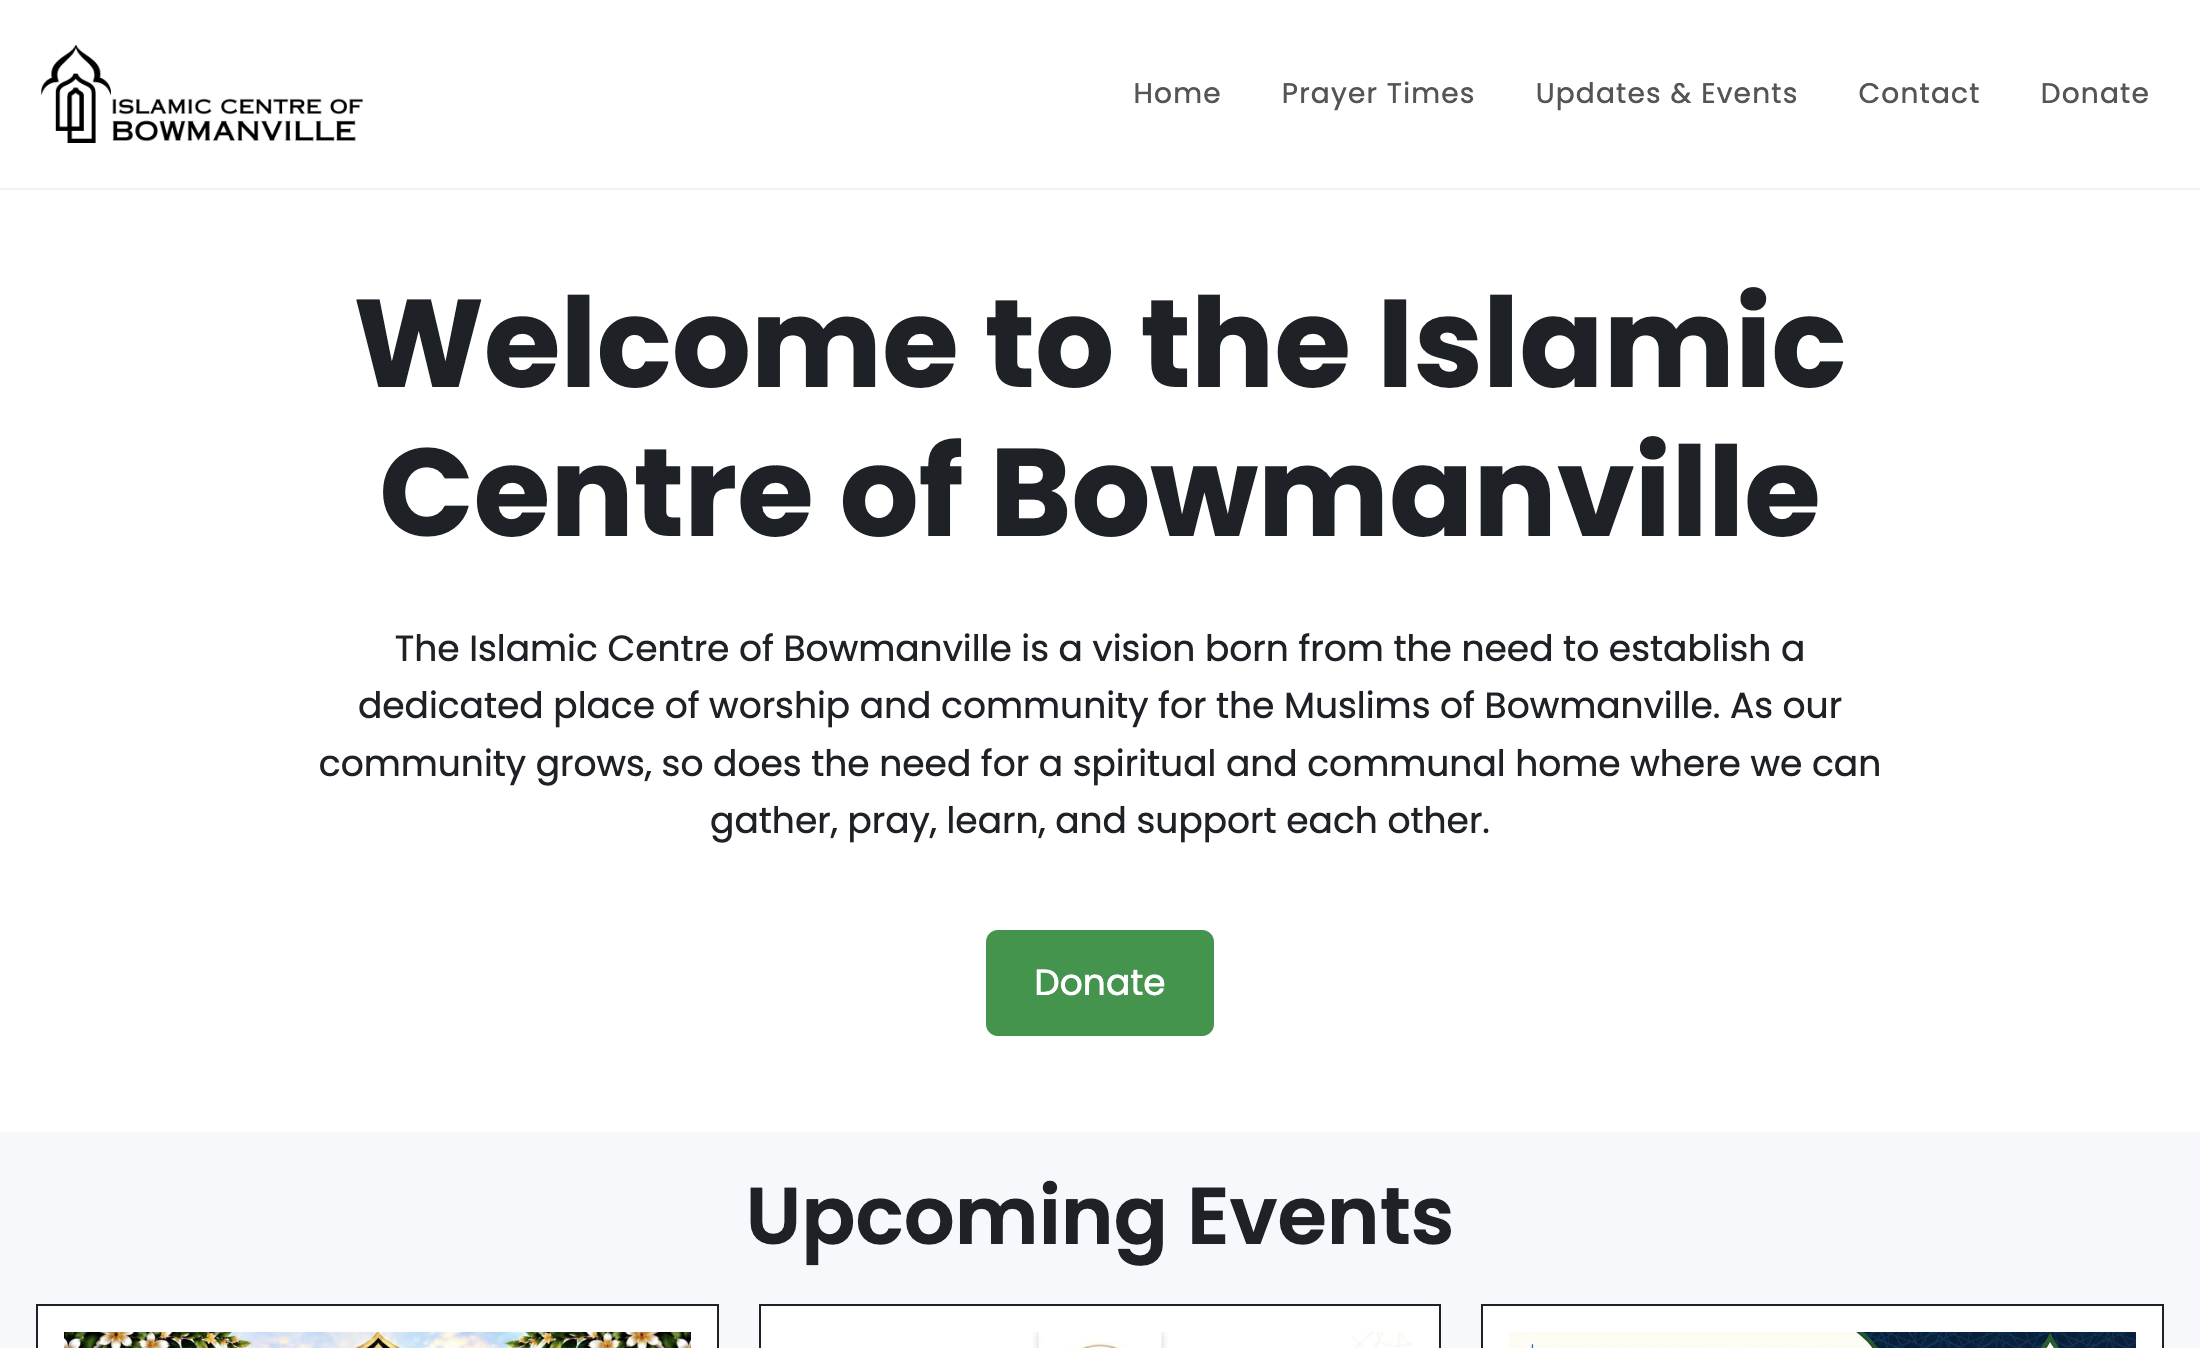 ISLAMIC CENTRE OF
BOWMANVILLE
Home
Prayer Times
Updates & Events
Contact
Donate
Welcome to the Islamic
Centre of Bowmanville
The Islamic Centre of Bowmanville is a vision born from the need to establish a
dedicated place of worship and community for the Muslims of Bowmanville. As our
community grows, so does the need for a spiritual and communal home where we can
gather, pray, learn, and support each other.
Donate
Upcoming Events